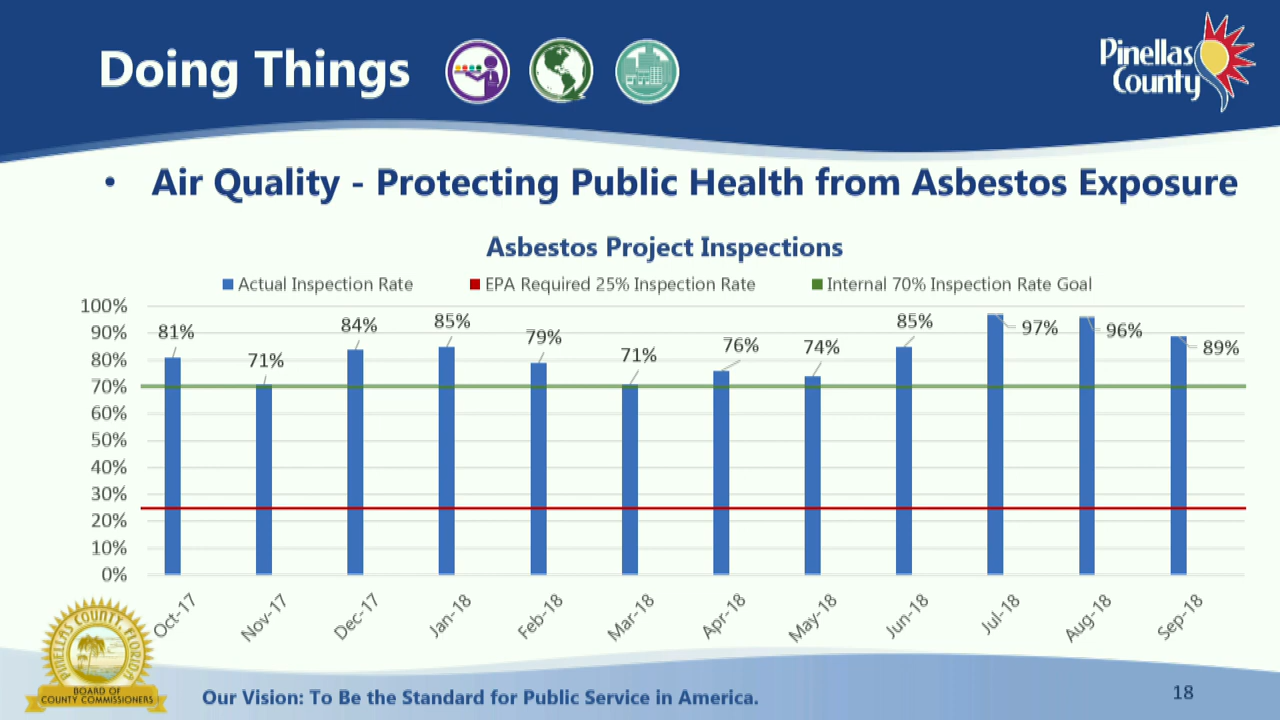 Doing Things
Pinellas
County
• Air Quality - Protecting Public Health from Asbestos Exposure
Asbestos Project Inspections
Actual Inspection Rate EPA Required 25% Inspection Rate Internal 70% Inspection Rate Goal
100%
90%
80%
70%
60%
50%
40%
30%
20%
10%
0%
81% 71% 84% 85% 79% 71% 76% 74% 85% 97% 96% 89%
Oct-17 Nov-17 Dec-17 Jan-18 Feb-18 Mar-18 Apr-18 May-18 Jun-18 Jul-18 Aug-18 Sep-18
PINELLAS COUNTY, FLORIDA
BOARD OF
COUNTY COMMISSIONERS
Our Vision: To Be the Standard for Public Service in America.
18